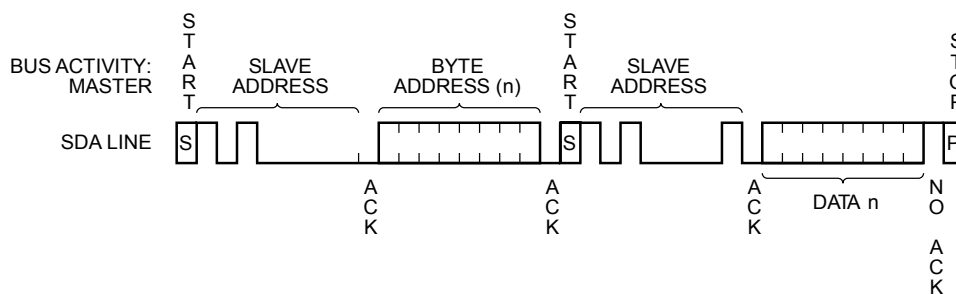 START
START
STOP
BUS ACTIVITY:
MASTER
SLAVE
ADDRESS
BYTE
ADDRESS (n)
SLAVE
ADDRESS
SDA LINE
S
S
P
ACK
ACK
ACK
DATA n
NO ACK